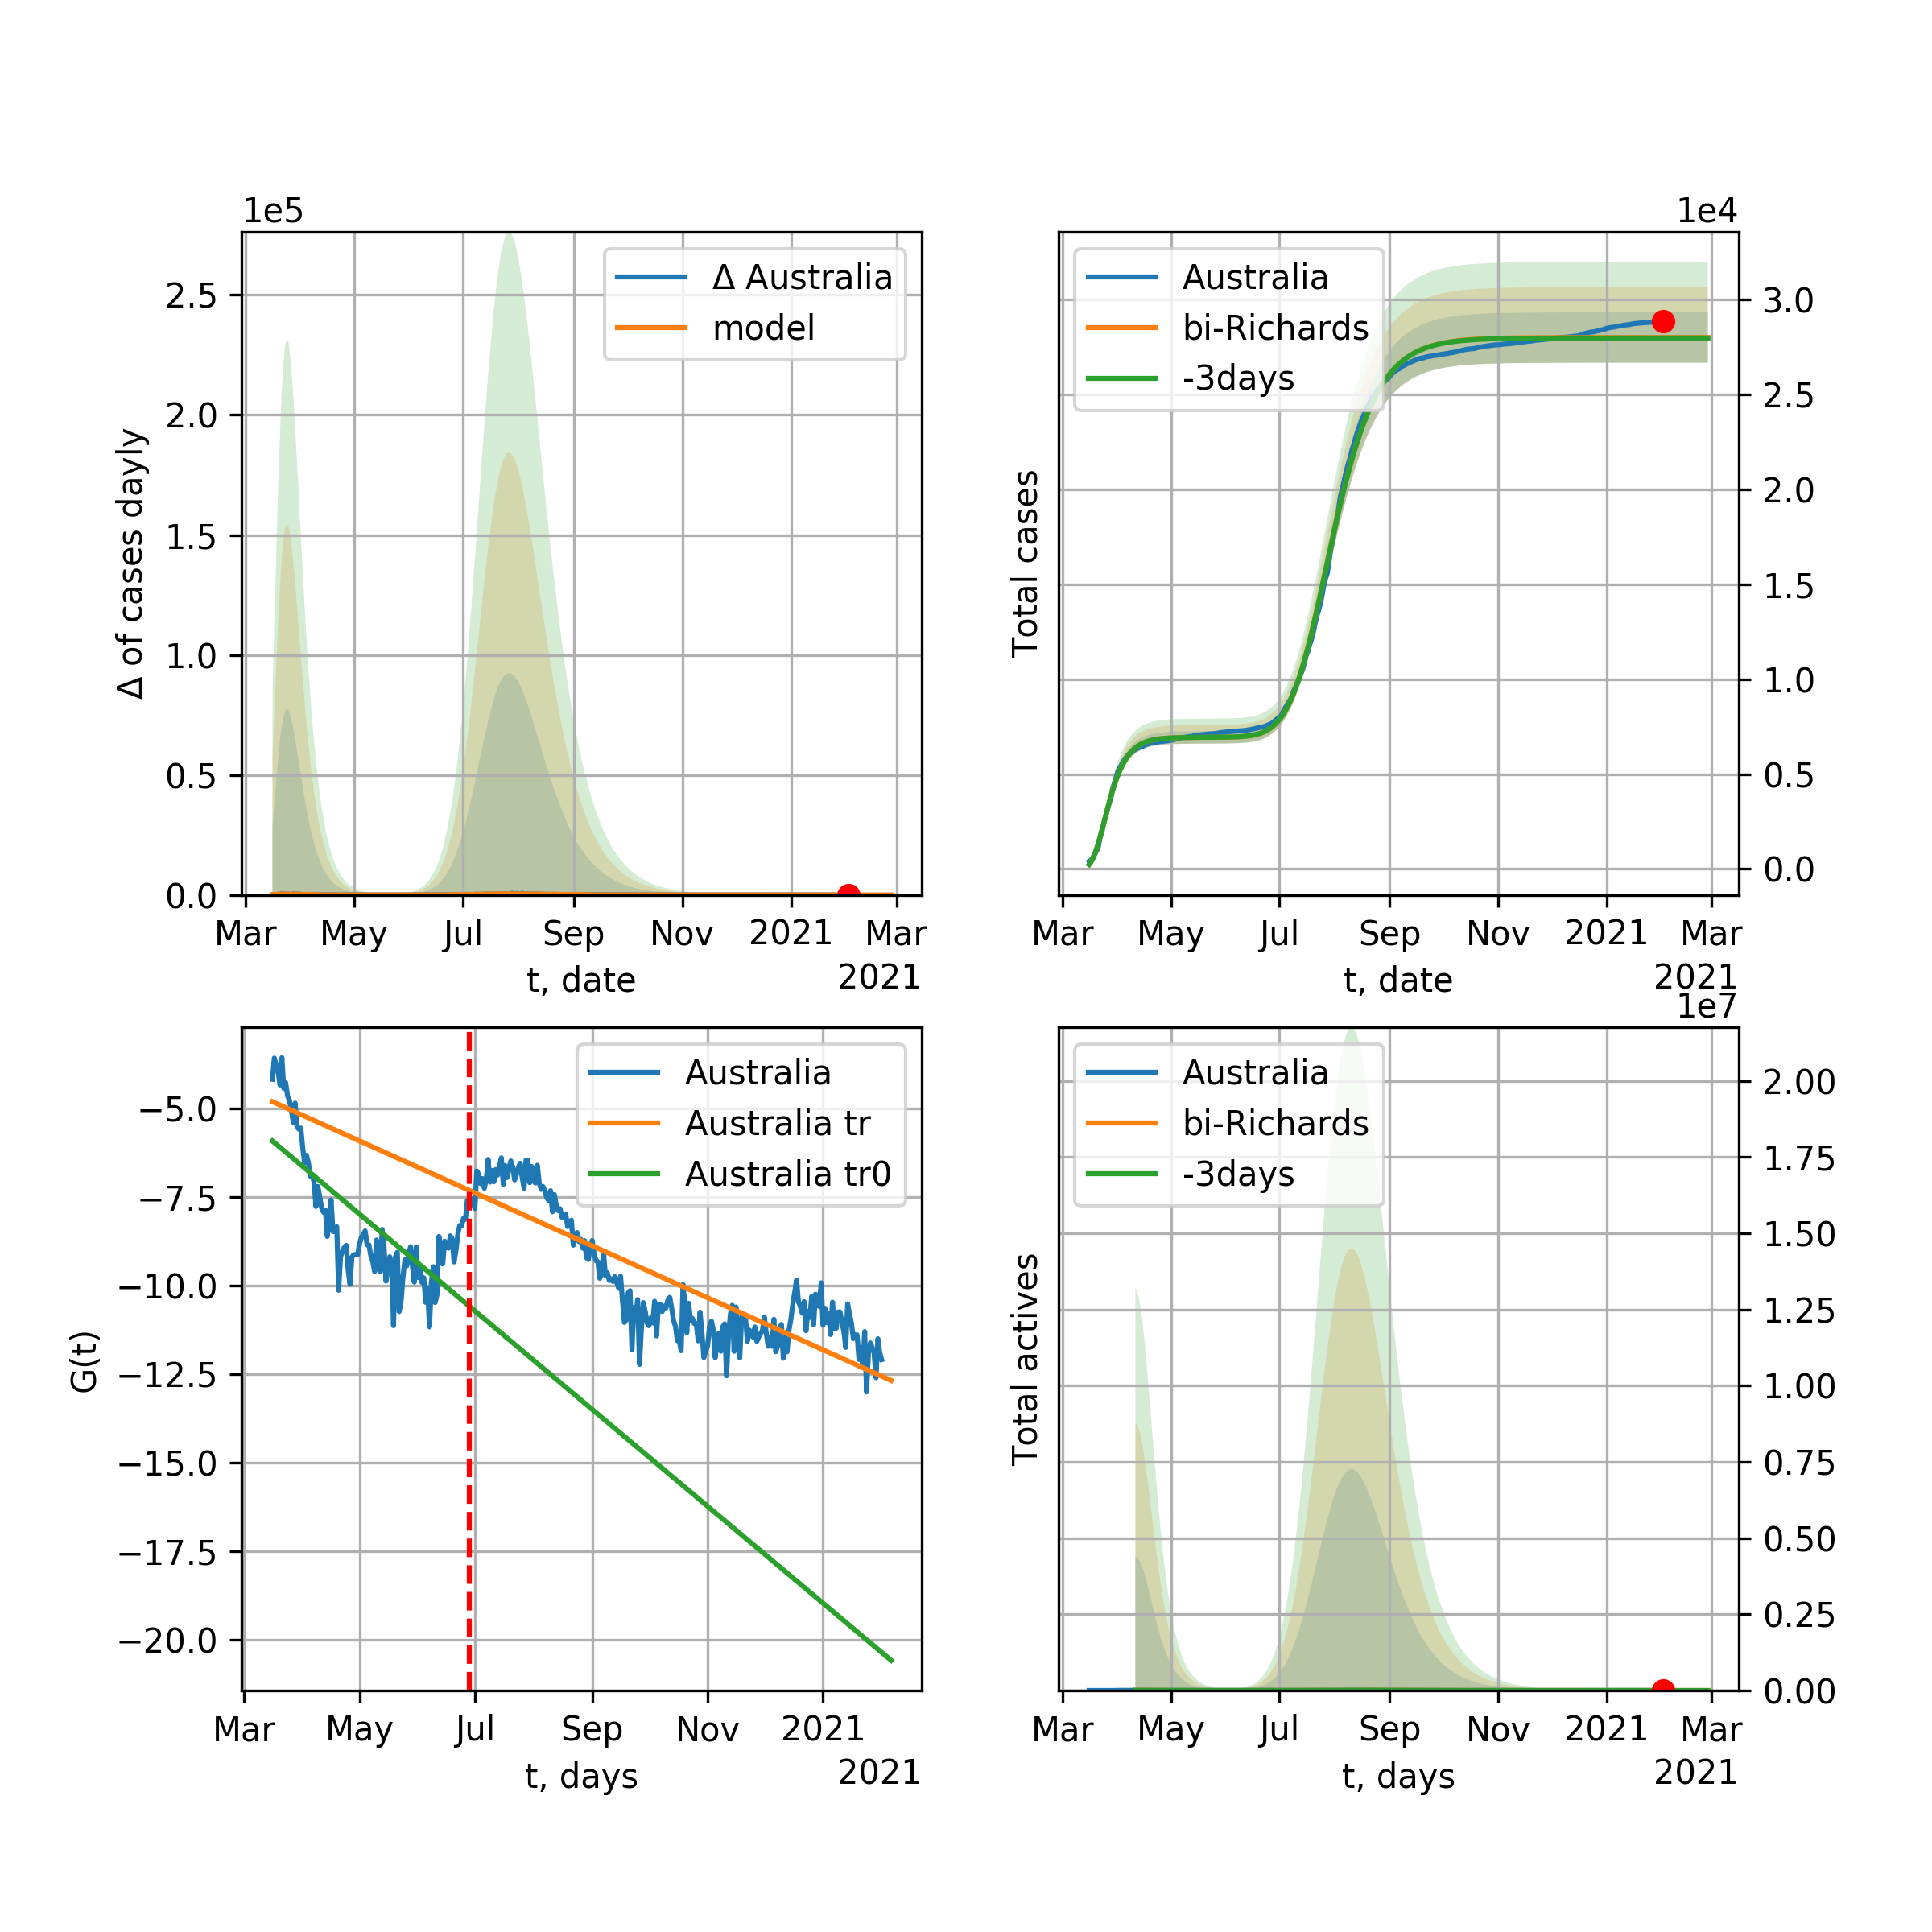 1e5
2.5
2.0
1.5
1.0
0.5
0.0
Δ of cases dayly
Δ Australia
model
Mar May Jul Sep Nov 2021 Mar
t, date
2021
1e4
Australia
bi-Richards
-3days
Total cases
3.0
2.5
2.0
1.5
1.0
0.5
0.0
Mar May Jul Sep Nov 2021 Mar
t, date
2021
−5.0
−7.5
−10.0
−12.5
−15.0
−17.5
−20.0
G(t)
Australia
Australia tr
Australia tr0
Mar May Jul Sep Nov 2021
t, days
2021
1e7
Australia
bi-Richards
-3days
Total actives
2.00
1.75
1.50
1.25
1.00
0.75
0.50
0.25
0.00
Mar May Jul Sep Nov 2021 Mar
t, days
2021